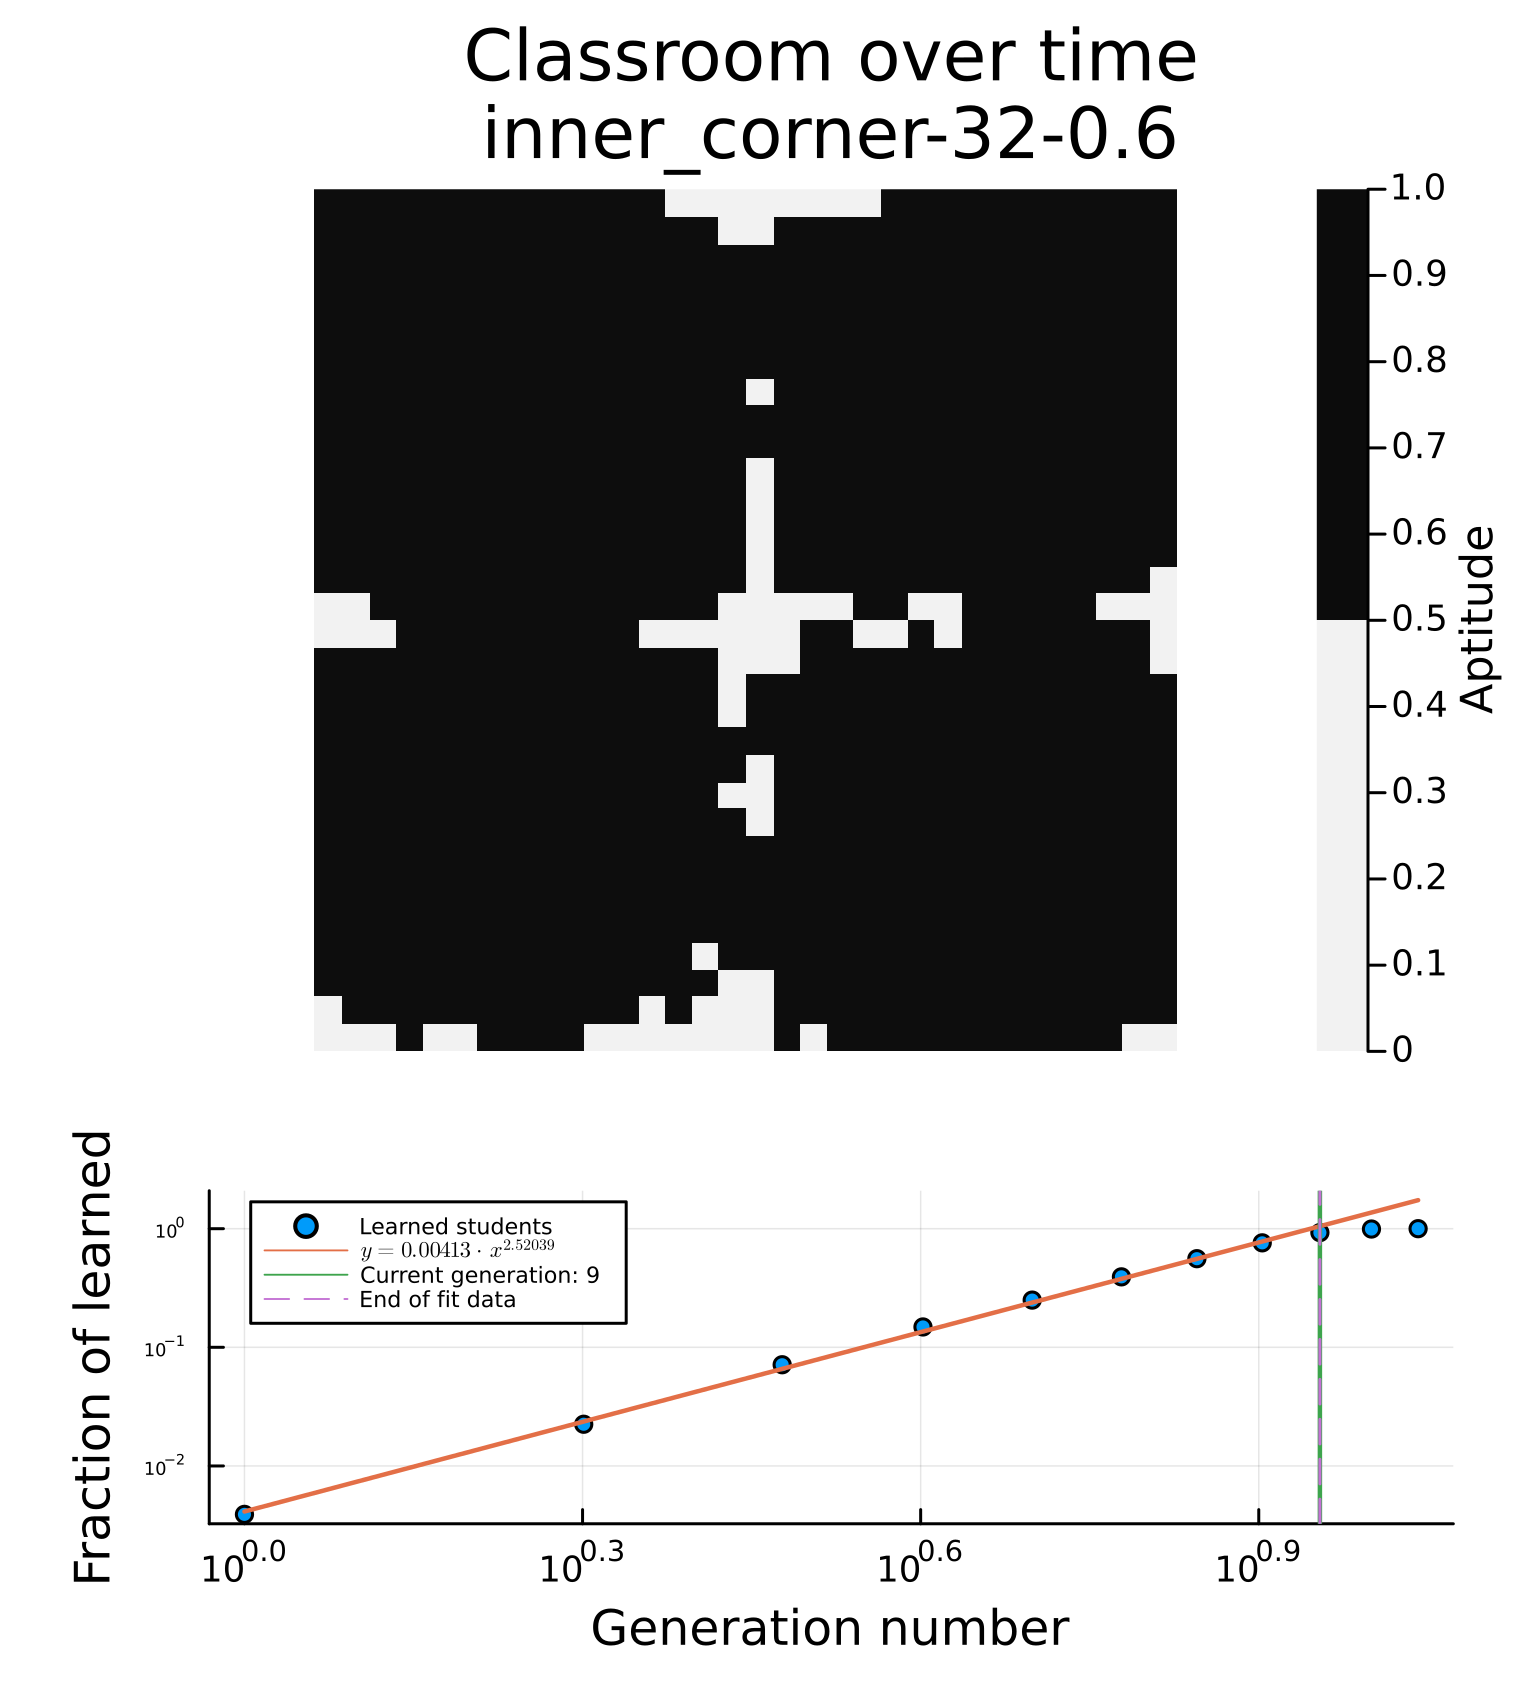 Classroom over time
inner_corner-32-0.6
1.0
0.9
0.8
0.7
0.6
0.5
0.4
0.3
0.2
0.1
0
Aptitude
Fraction of learned
10^0
10^−1
10^−2
Learned students
y = 0.00413 · x^2.52039
Current generation: 9
End of fit data
10^0.0 10^0.3 10^0.6 10^0.9
Generation number